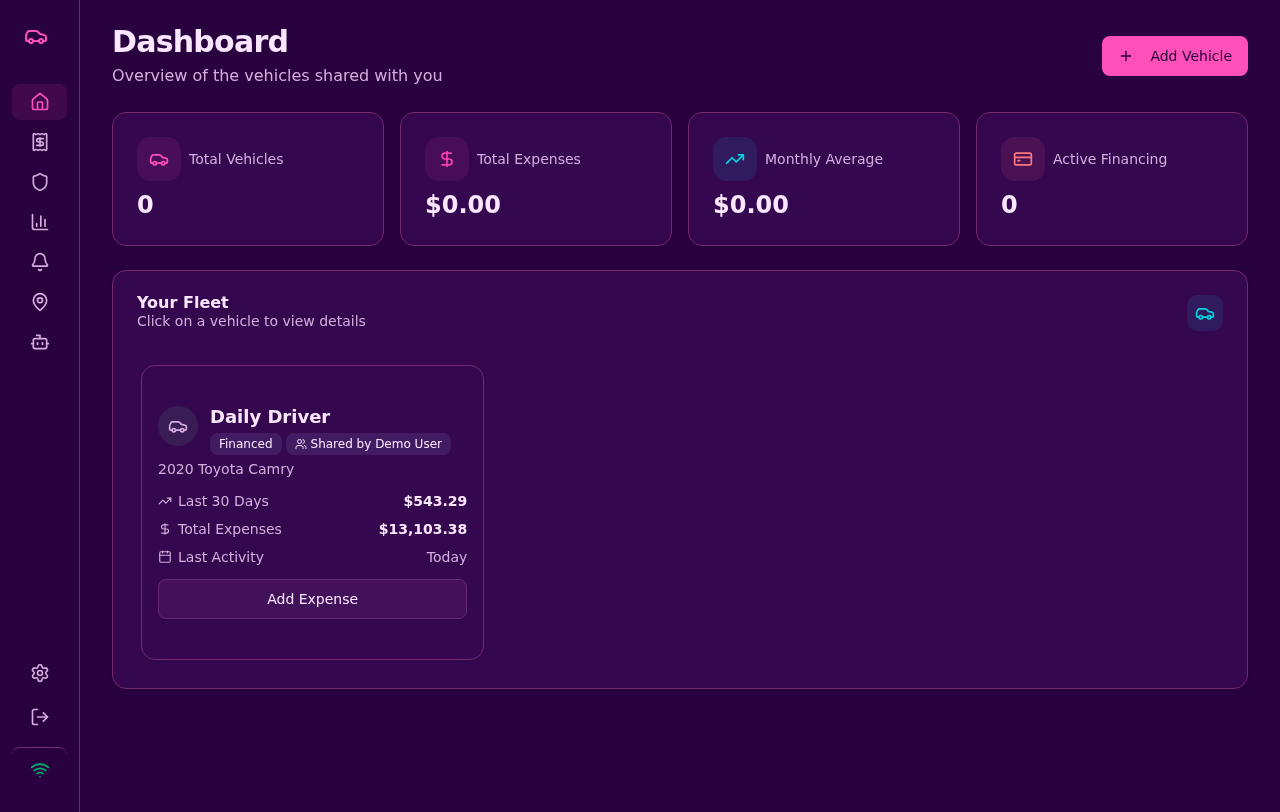 Dashboard
Overview of the vehicles shared with you
Add Vehicle
Total Vehicles
0
Total Expenses
$0.00
Monthly Average
$0.00
Active Financing
0
Your Fleet
Click on a vehicle to view details
Daily Driver
Financed
Shared by Demo User
2020 Toyota Camry
Last 30 Days $543.29
Total Expenses $13,103.38
Last Activity Today
Add Expense